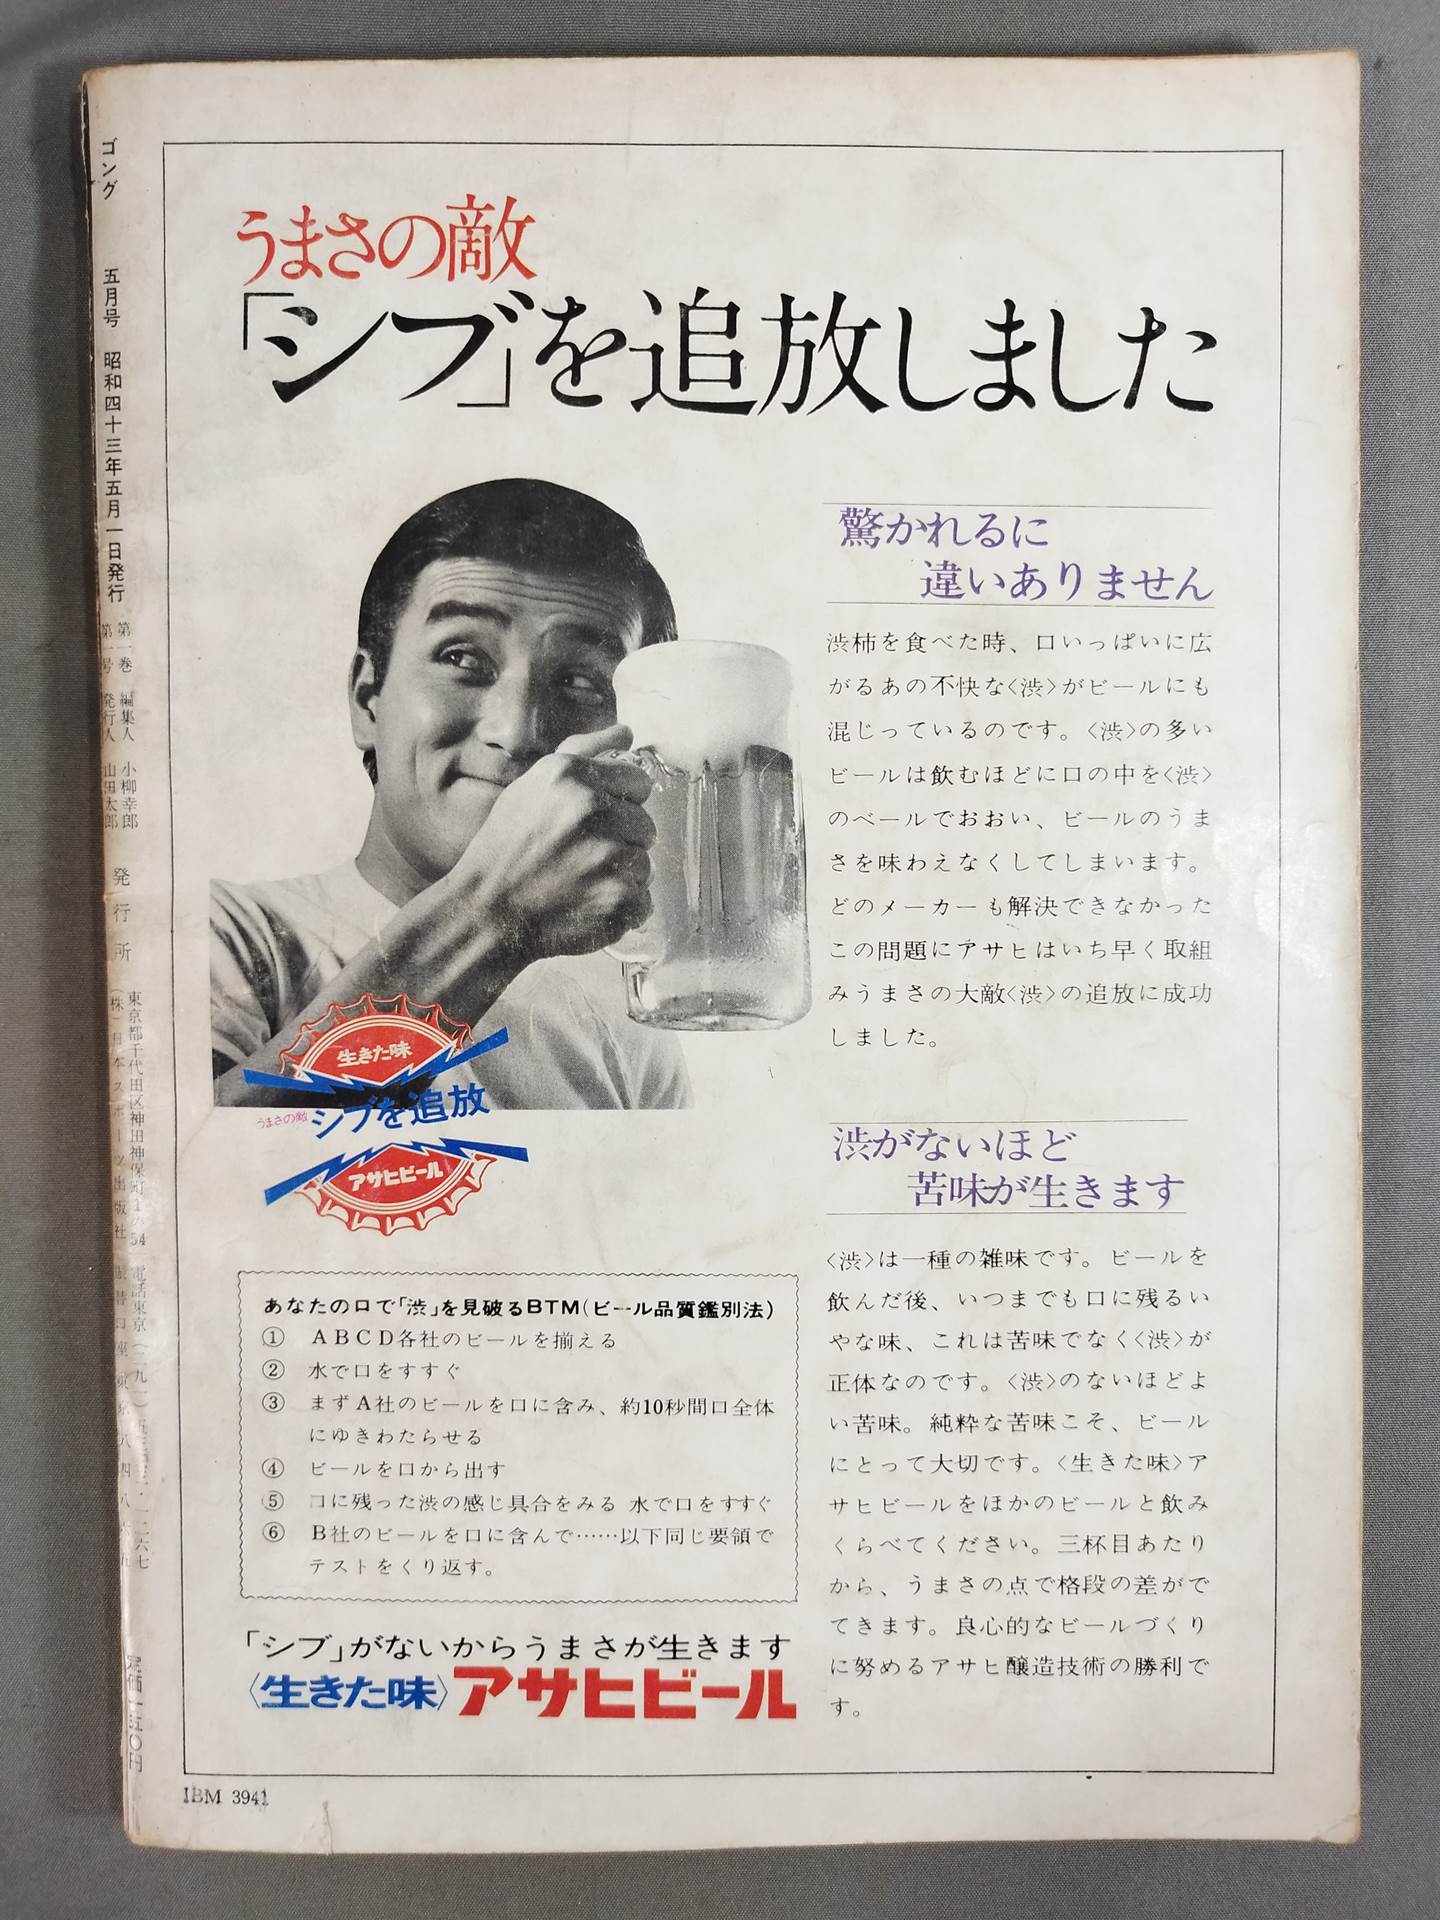 うまさの敵
「シブ」を追放しました
驚かれるに
違いありません
渋柿を食べた時、口いっぱいに広
がるあの不快な〈渋〉がビールにも
混じっているのです。〈渋〉の多い
ビールは飲むほどに口の中を〈渋〉
のベールでおおい、ビールのうま
さを味わえなくしてしまいます。
どのメーカーも解決できなかった
この問題にアサヒはいち早く取組
みうまさの大敵〈渋〉の追放に成功
しました。
渋がないほど
苦味が生きます
〈渋〉は一種の雑味です。ビールを
飲んだ後、いつまでも口に残るい
やな味、これは苦味でなく〈渋〉が
正体なのです。〈渋〉のないほどよ
い苦味。純粋な苦味こそ、ビール
にとって大切です。〈生きた味〉ア
サヒビールをほかのビールと飲み
くらべてください。三杯目あたり
から、うまさの点で格段の差がで
てきます。良心的なビールづくり
に努めるアサヒ醸造技術の勝利で
す。
生きた味
うまさの敵 シブを追放
アサヒビール
あなたの口で「渋」を見破るBTM(ビール品質鑑別法)
① ABCD各社のビールを揃える
② 水で口をすすぐ
③ まずA社のビールを口に含み、約10秒間口全体
にゆきわたらせる
④ ビールを口から出す
⑤ 口に残った渋の感じ具合をみる 水で口をすすぐ
⑥ B社のビールを口に含んで……以下同じ要領で
テストをくり返す。
「シブ」がないからうまさが生きます
〈生きた味〉アサヒビール
ゴング 五月号 昭和四十三年五月一日発行
第一巻
第一号
編集人 小柳幸郎
発行人 山田太郎
発行所
東京都千代田区神田神保町1の54
(株)日本スポーツ出版社
電話東京
定価一五〇円
IBM 3941